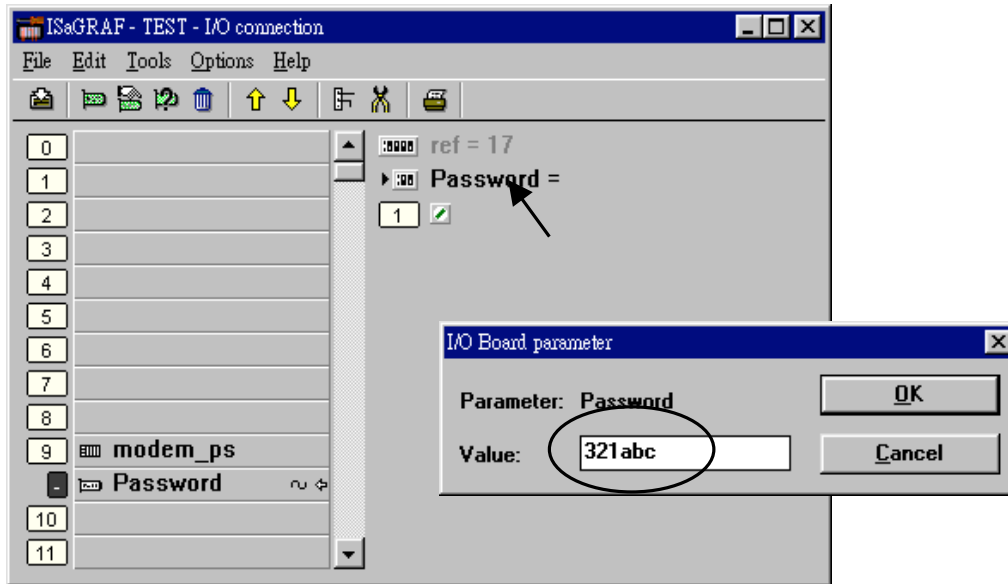 ISaGRAF - TEST - I/O connection
File Edit Tools Options Help
0
1
2
3
4
5
6
7
8
9 modem_ps
- Password
10
11
ref = 17
Password =
1
I/O Board parameter
Parameter: Password
OK
Value: 321abc
Cancel